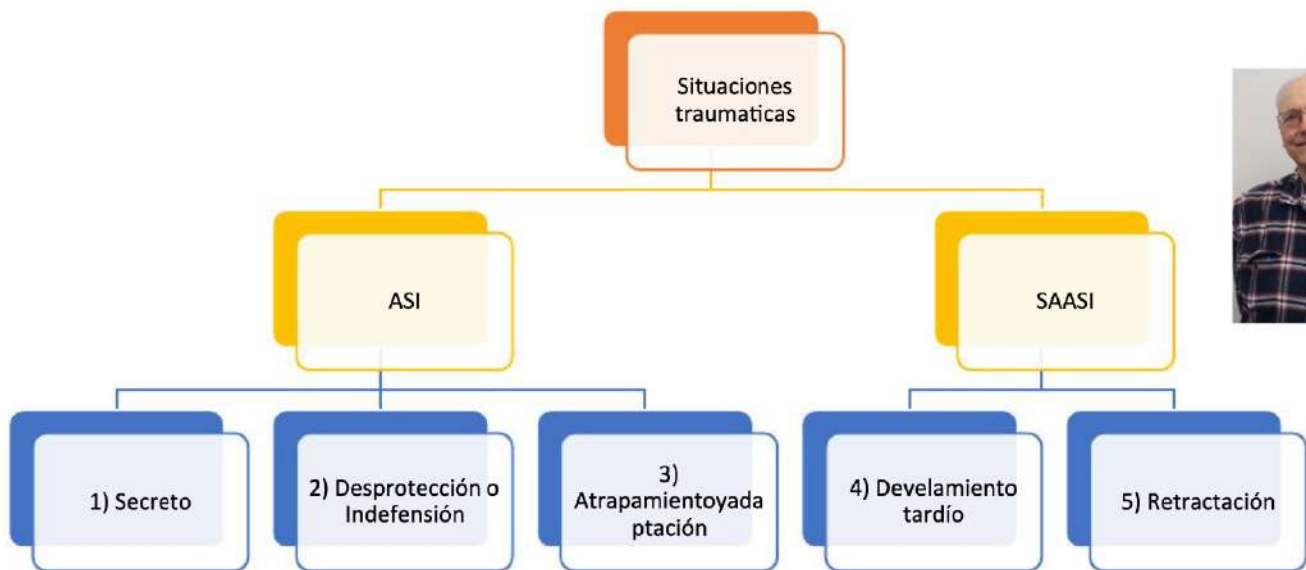 Situaciones
traumaticas
ASI
SAASI
1) Secreto
2) Desprotección o
Indefensión
3)
Atrapamientoyada
ptación
4) Develamiento
tardío
5) Retractación